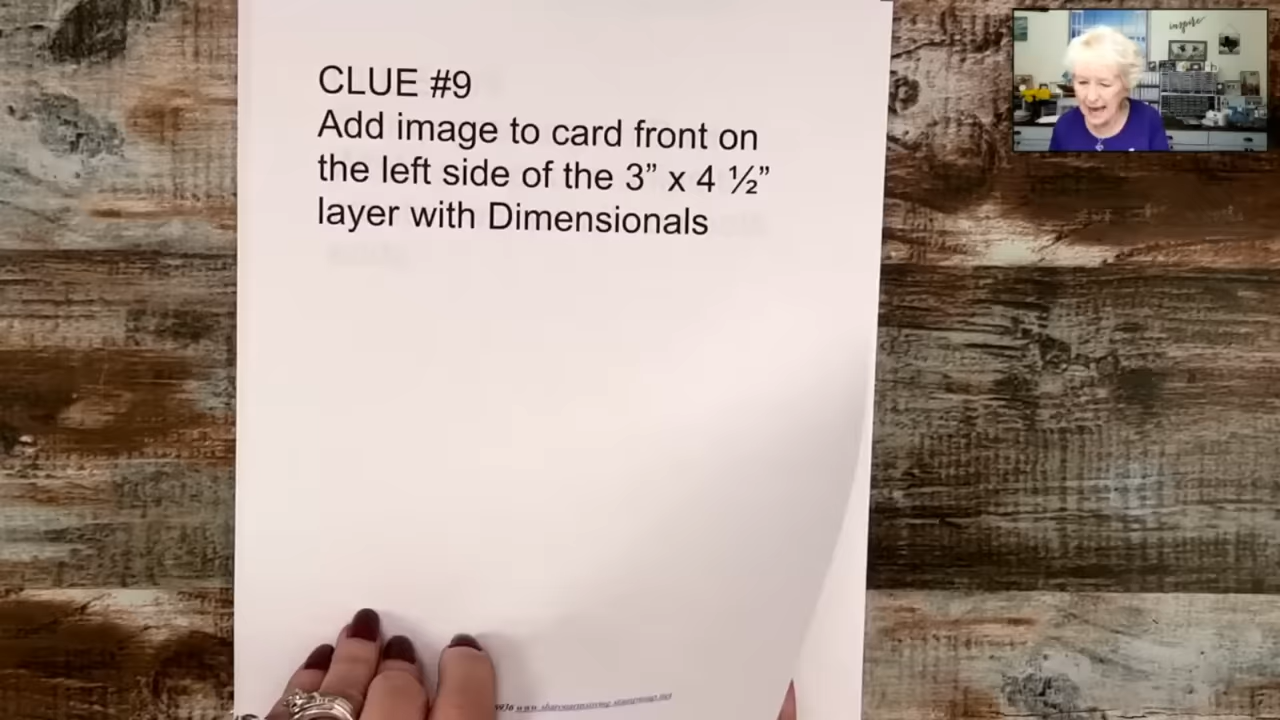 CLUE #9
Add image to card front on
the left side of the 3” x 4 ½”
layer with Dimensionals
inspire